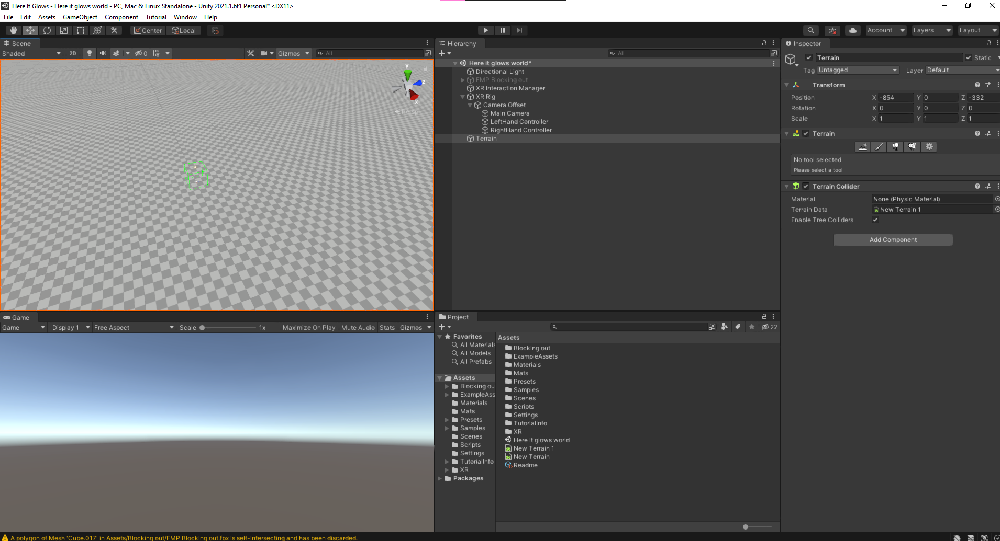 Here It Glows - Here it glows world - PC, Mac & Linux Standalone - Unity 2021.1.6f1 Personal* <DX11>
File Edit Assets GameObject Component Tutorial Window Help
Center Local Account Layers Layout
Scene
Shaded 2D 0 Gizmos All
y
z
x
Persp
Game
Game Display 1 Free Aspect Scale 1x Maximize On Play Mute Audio Stats Gizmos
Hierarchy
All
Here it glows world*
Directional Light
FMP Blocking out
XR Interaction Manager
XR Rig
Camera Offset
Main Camera
LeftHand Controller
RightHand Controller
Terrain
Project
22
Favorites
All Materials
All Models
All Prefabs
Assets
Blocking ou
ExampleAss
Materials
Mats
Presets
Samples
Scenes
Scripts
Settings
TutorialInfo
XR
Packages
Assets
Blocking out
ExampleAssets
Materials
Mats
Presets
Samples
Scenes
Scripts
Settings
TutorialInfo
XR
Here it glows world
New Terrain 1
New Terrain
Readme
Inspector
Terrain Static
Tag Untagged Layer Default
Transform
Position X -854 Y 0 Z -332
Rotation X 0 Y 0 Z 0
Scale X 1 Y 1 Z 1
Terrain
No tool selected
Please select a tool
Terrain Collider
Material None (Physic Material)
Terrain Data New Terrain 1
Enable Tree Colliders
Add Component
A polygon of Mesh 'Cube.017' in Assets/Blocking out/FMP Blocking out.fbx is self-intersecting and has been discarded.